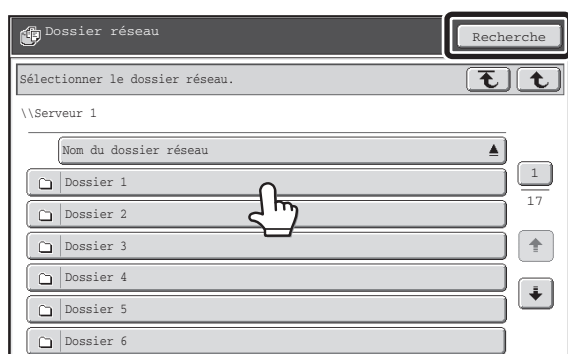 Dossier réseau
Recherche
Sélectionner le dossier réseau.
\\Serveur 1
Nom du dossier réseau
1
17
Dossier 1
Dossier 2
Dossier 3
Dossier 4
Dossier 5
Dossier 6